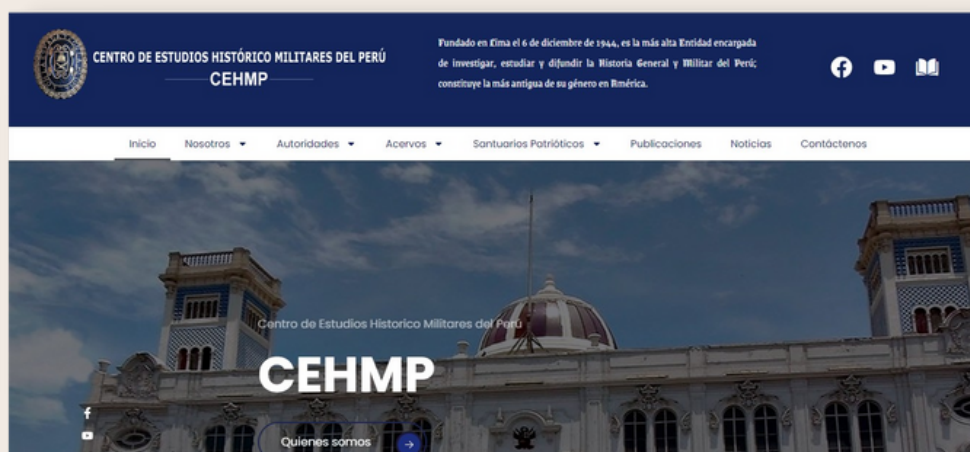 CENTRO DE ESTUDIOS HISTÓRICO MILITARES DEL PERÚ
CEHMP
Fundado en Lima el 6 de diciembre de 1944, es la más alta Entidad encargada
de investigar, estudiar y difundir la Historia General y Militar del Perú;
constituye la más antigua de su género en América.
Inicio Nosotros Autoridades Acervos Santuarios Patrióticos Publicaciones Noticias Contáctenos
Centro de Estudios Historico Militares del Perú
CEHMP
Quienes somos